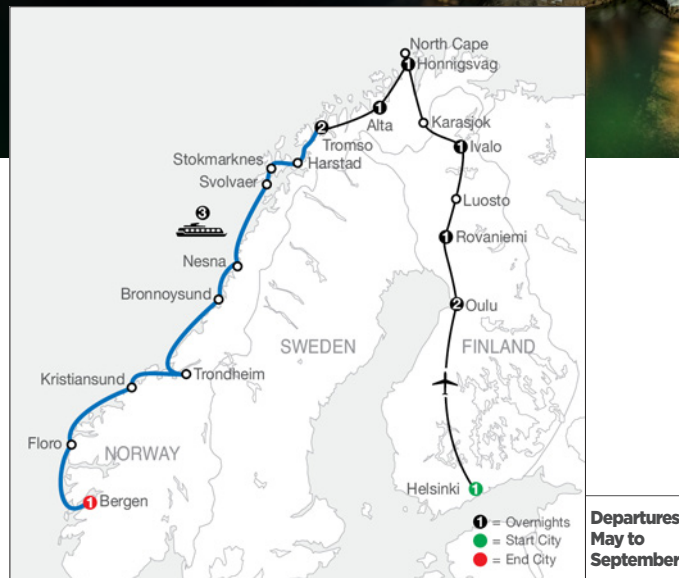 North Cape
1
Honnigsvag
1
Alta
Karasjok
2
Tromso
1
Ivalo
Stokmarknes
Harstad
Svolvaer
Luosto
3
1
Rovaniemi
Nesna
Bronnoysund
2
Oulu
SWEDEN
FINLAND
Kristiansund
Trondheim
Floro
NORWAY
Helsinki
1
1
Bergen
1 = Overnights
= Start City
= End City
Departures
May to
September